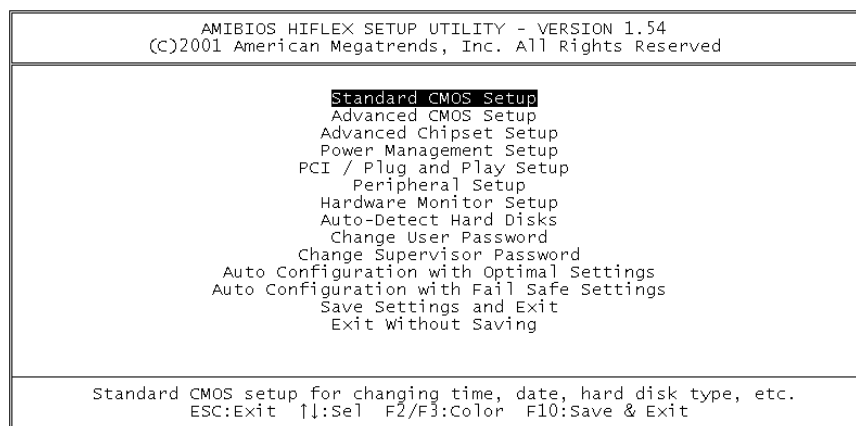 AMIBIOS HIFLEX SETUP UTILITY - VERSION 1.54
(C)2001 American Megatrends, Inc. All Rights Reserved
Standard CMOS Setup
Advanced CMOS Setup
Advanced Chipset Setup
Power Management Setup
PCI / Plug and Play Setup
Peripheral Setup
Hardware Monitor Setup
Auto-Detect Hard Disks
Change User Password
Change Supervisor Password
Auto Configuration with Optimal Settings
Auto Configuration with Fail Safe Settings
Save Settings and Exit
Exit Without Saving
Standard CMOS setup for changing time, date, hard disk type, etc.
ESC:Exit ↑↓:Sel F2/F3:Color F10:Save & Exit